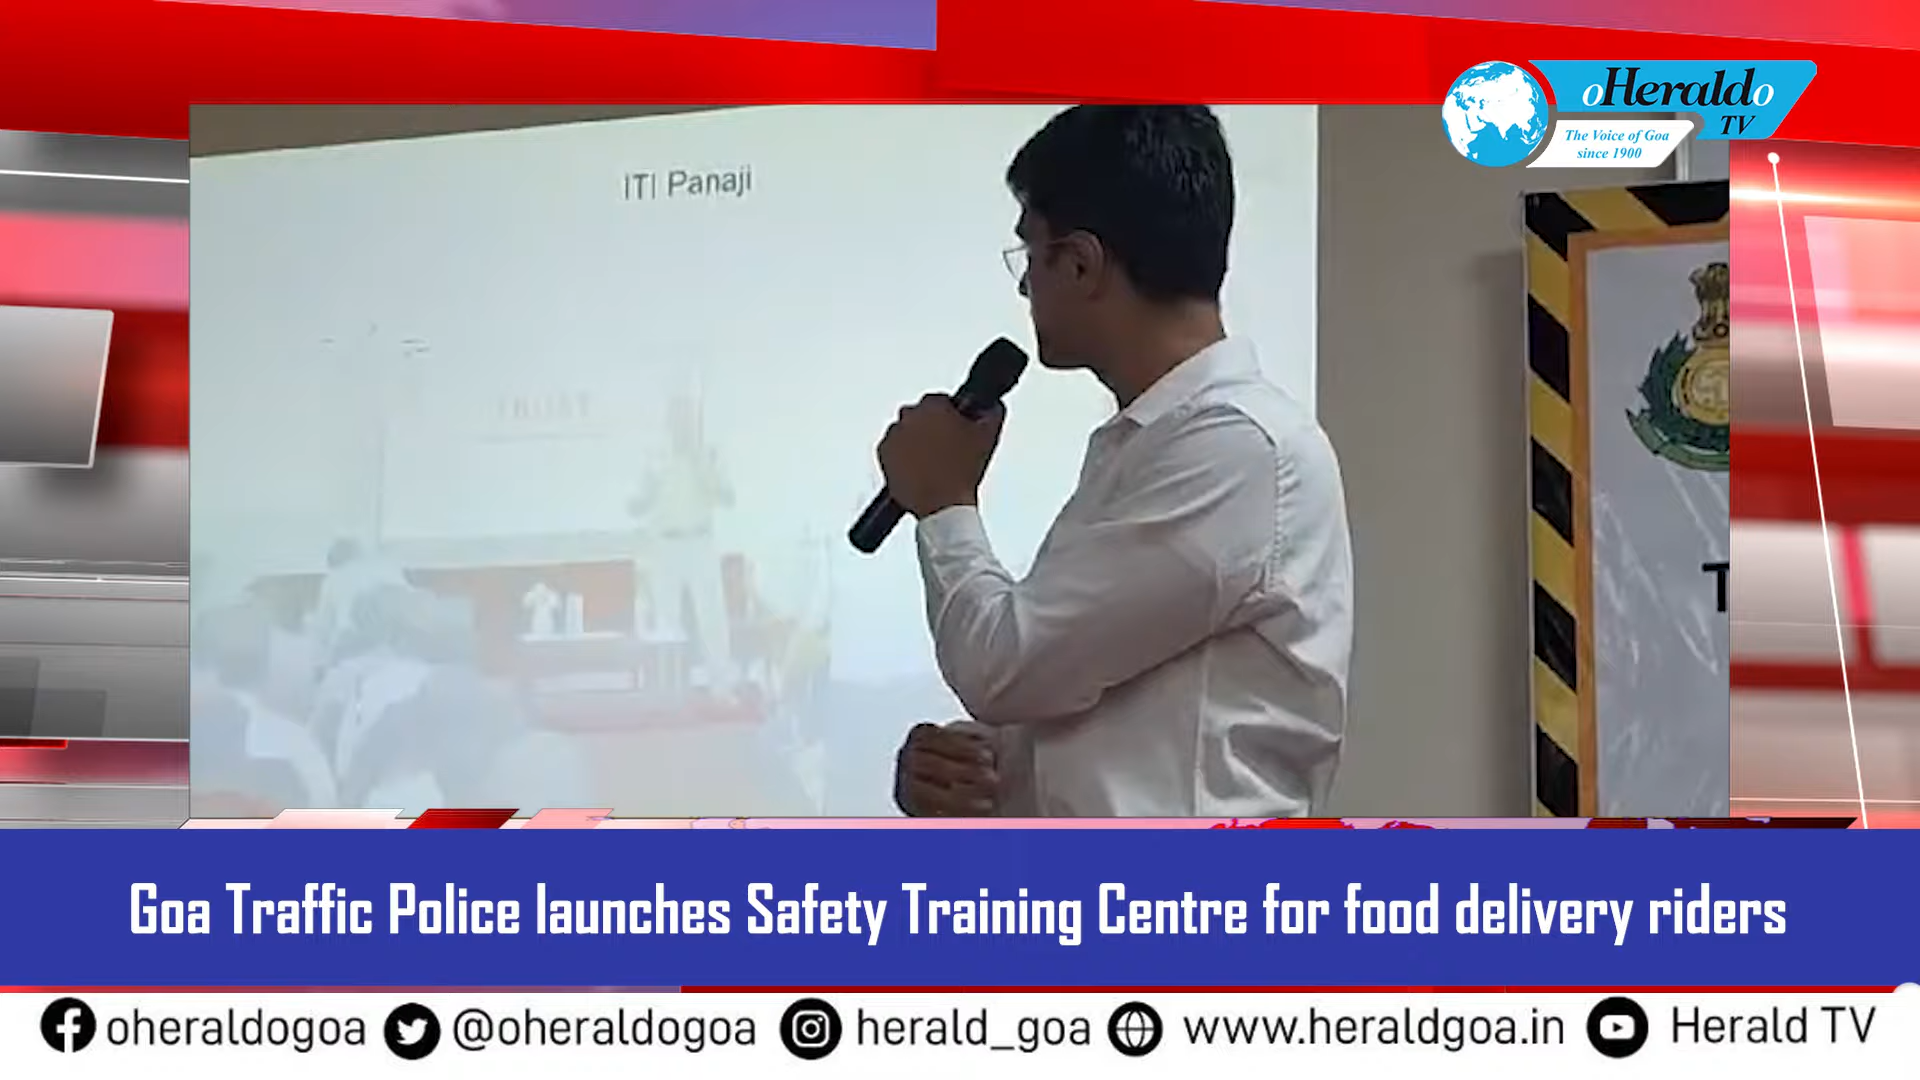 oHeraldo
TV
The Voice of Goa
since 1900
ITI Panaji
T
Goa Traffic Police launches Safety Training Centre for food delivery riders
oheraldogoa @oheraldogoa herald_goa www.heraldgoa.in Herald TV